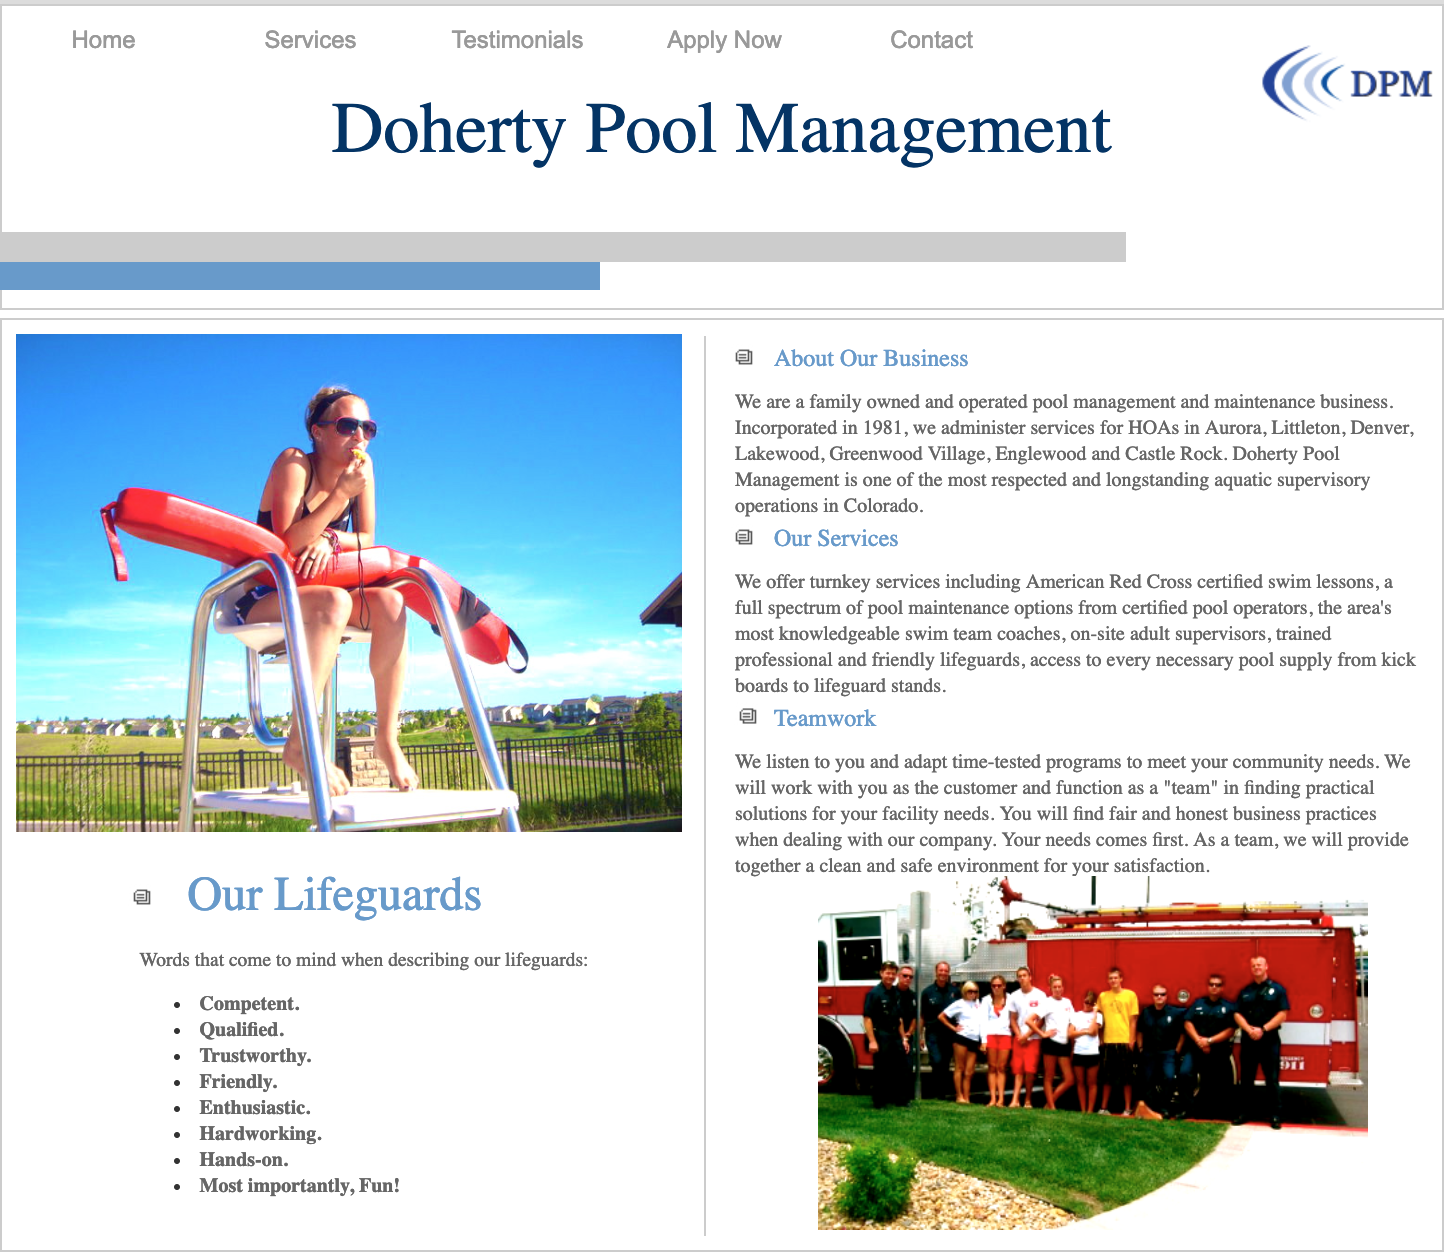 Home Services Testimonials Apply Now Contact
DPM
Doherty Pool Management
About Our Business
We are a family owned and operated pool management and maintenance business.
Incorporated in 1981, we administer services for HOAs in Aurora, Littleton, Denver,
Lakewood, Greenwood Village, Englewood and Castle Rock. Doherty Pool
Management is one of the most respected and longstanding aquatic supervisory
operations in Colorado.
Our Services
We offer turnkey services including American Red Cross certified swim lessons, a
full spectrum of pool maintenance options from certified pool operators, the area's
most knowledgeable swim team coaches, on-site adult supervisors, trained
professional and friendly lifeguards, access to every necessary pool supply from kick
boards to lifeguard stands.
Teamwork
We listen to you and adapt time-tested programs to meet your community needs. We
will work with you as the customer and function as a "team" in finding practical
solutions for your facility needs. You will find fair and honest business practices
when dealing with our company. Your needs comes first. As a team, we will provide
together a clean and safe environment for your satisfaction.
911
Our Lifeguards
Words that come to mind when describing our lifeguards:
• Competent.
• Qualified.
• Trustworthy.
• Friendly.
• Enthusiastic.
• Hardworking.
• Hands-on.
• Most importantly, Fun!